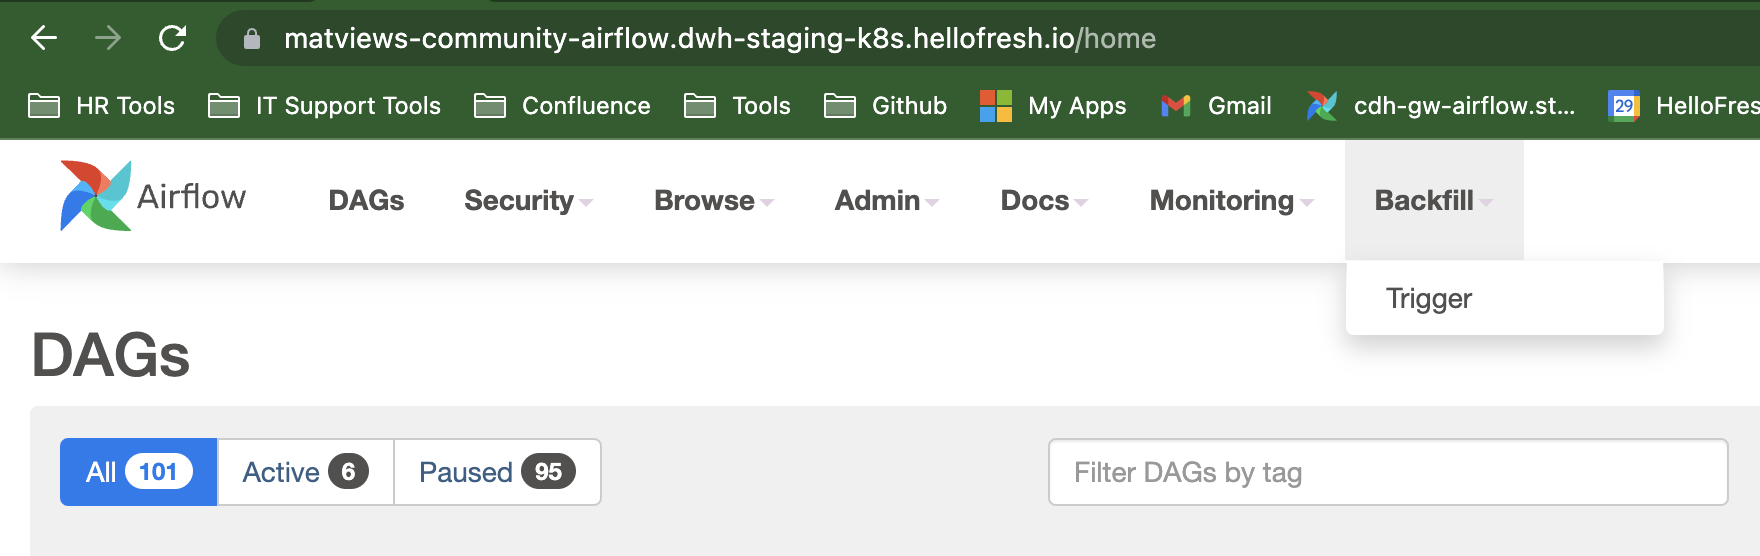 matviews-community-airflow.dwh-staging-k8s.hellofresh.io/home
HR Tools IT Support Tools Confluence Tools Github My Apps Gmail cdh-gw-airflow.st... 29 HelloFres
Airflow DAGs Security Browse Admin Docs Monitoring Backfill
Trigger
DAGs
All 101 Active 6 Paused 95 Filter DAGs by tag